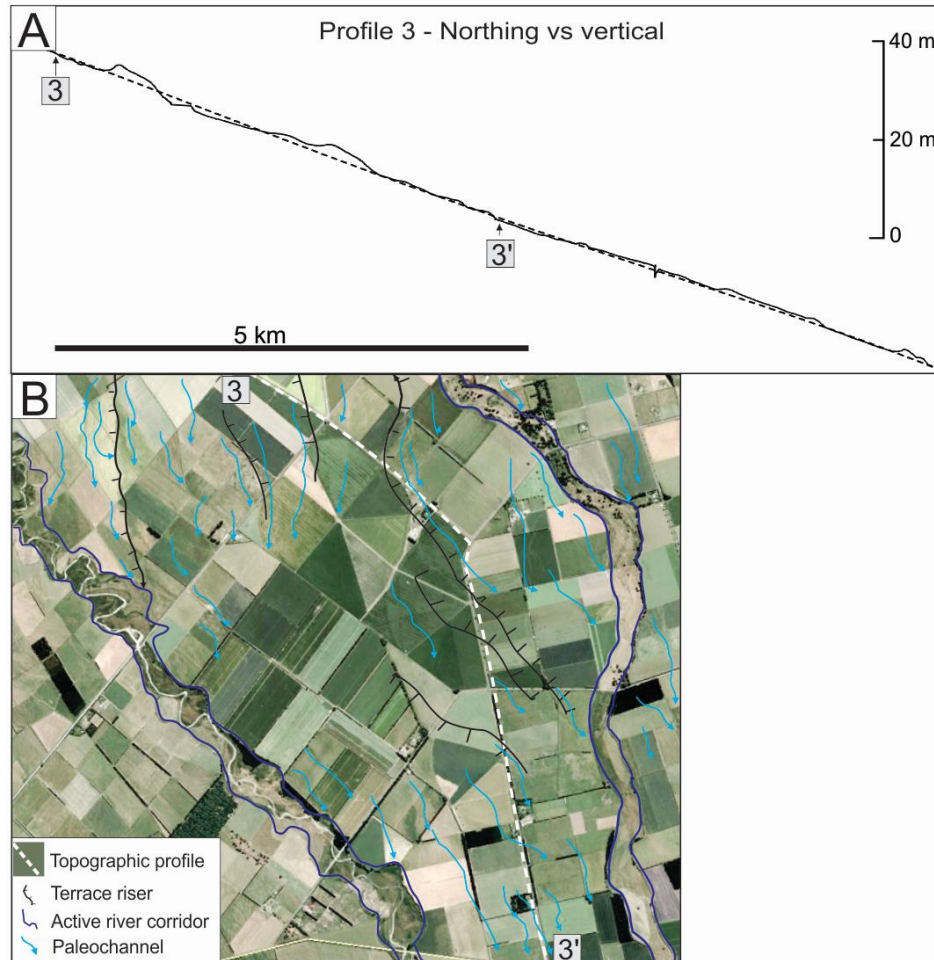 A
Profile 3 - Northing vs vertical
40 m
3
20 m
3'
0
5 km
B
3
Topographic profile
Terrace riser
Active river corridor
Paleochannel
3'